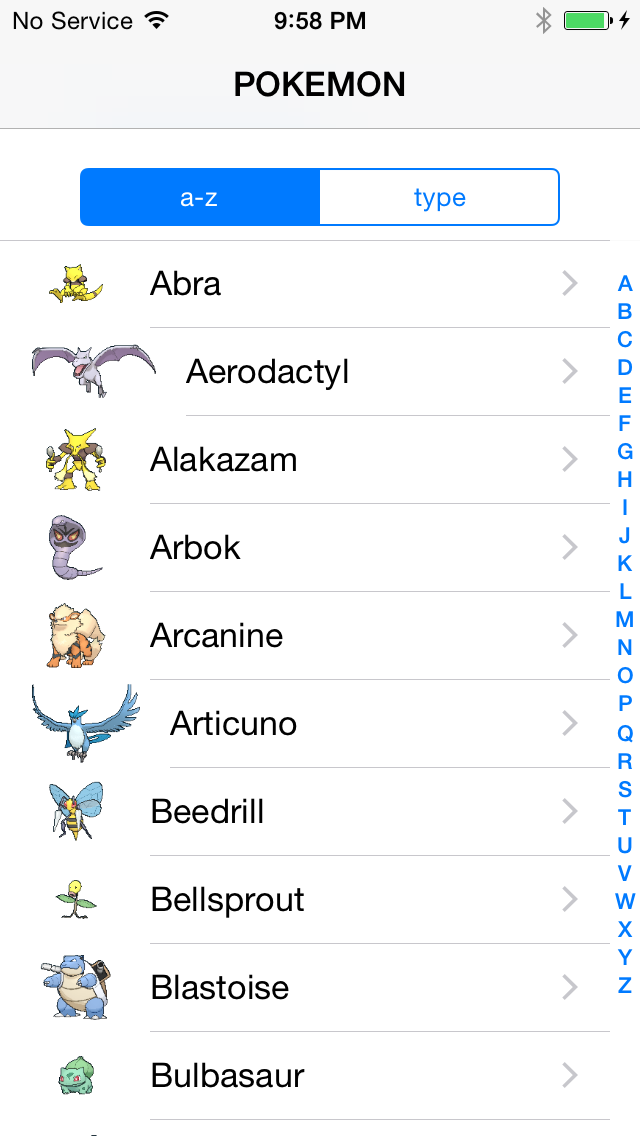 No Service 9:58 PM
POKEMON
a-z type
Abra
Aerodactyl
Alakazam
Arbok
Arcanine
Articuno
Beedrill
Bellsprout
Blastoise
Bulbasaur
A
B
C
D
E
F
G
H
I
J
K
L
M
N
O
P
Q
R
S
T
U
V
W
X
Y
Z